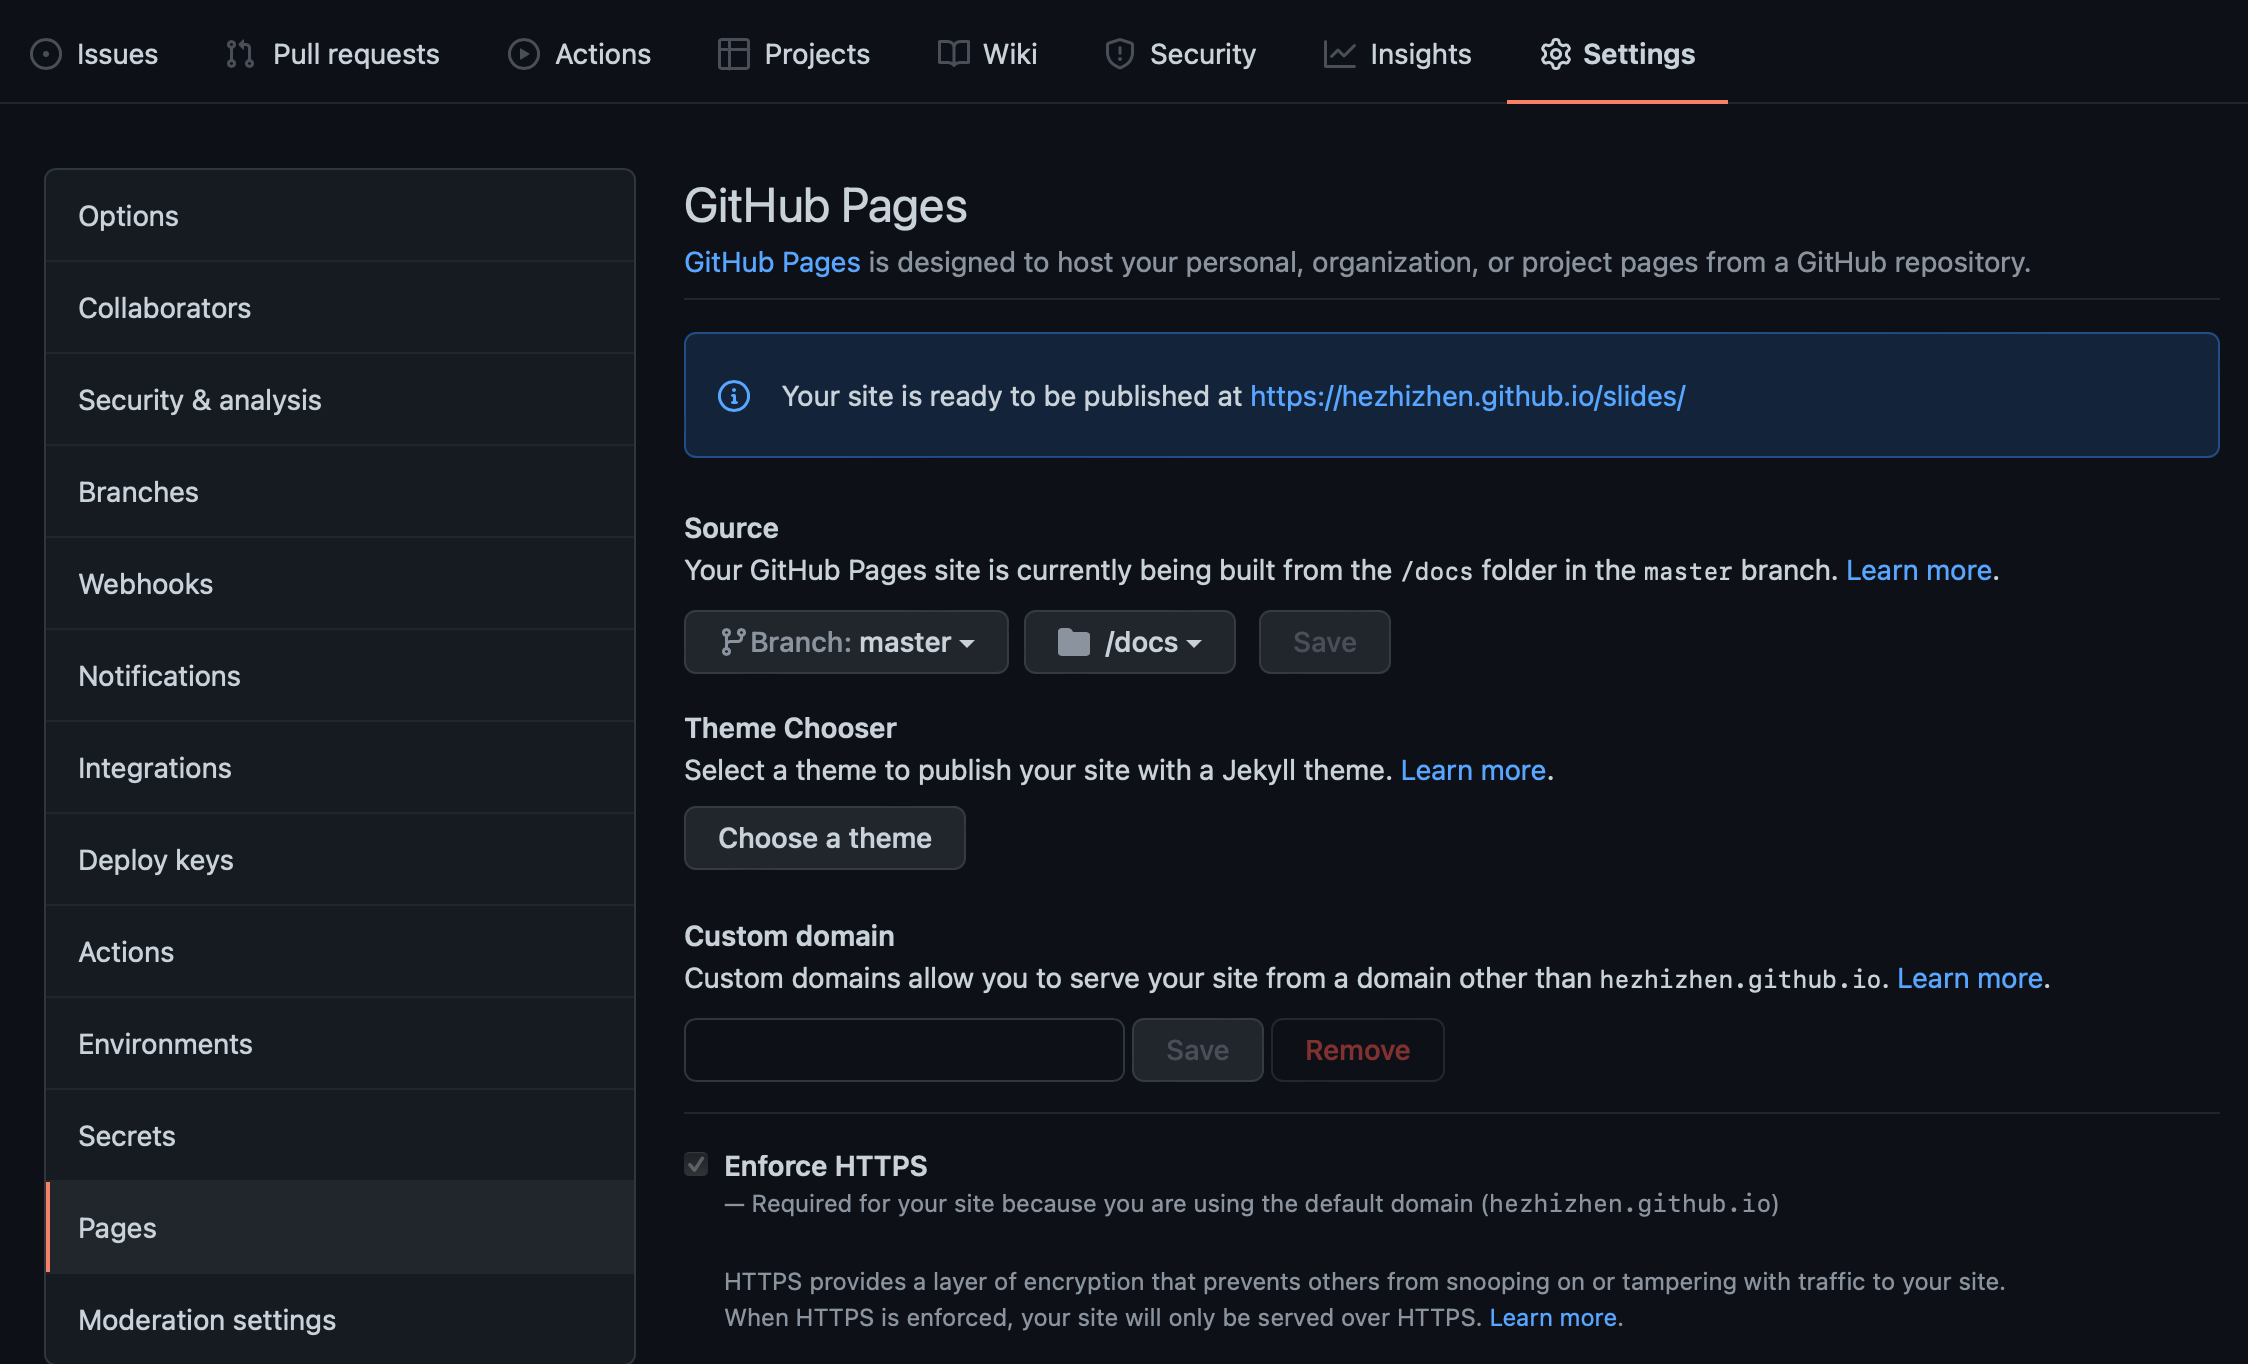 Issues Pull requests Actions Projects Wiki Security Insights Settings
Options
Collaborators
Security & analysis
Branches
Webhooks
Notifications
Integrations
Deploy keys
Actions
Environments
Secrets
Pages
Moderation settings
GitHub Pages
GitHub Pages is designed to host your personal, organization, or project pages from a GitHub repository.
Your site is ready to be published at https://hezhizhen.github.io/slides/
Source
Your GitHub Pages site is currently being built from the /docs folder in the master branch. Learn more.
Branch: master /docs Save
Theme Chooser
Select a theme to publish your site with a Jekyll theme. Learn more.
Choose a theme
Custom domain
Custom domains allow you to serve your site from a domain other than hezhizhen.github.io. Learn more.
Save Remove
Enforce HTTPS
— Required for your site because you are using the default domain (hezhizhen.github.io)
HTTPS provides a layer of encryption that prevents others from snooping on or tampering with traffic to your site.
When HTTPS is enforced, your site will only be served over HTTPS. Learn more.